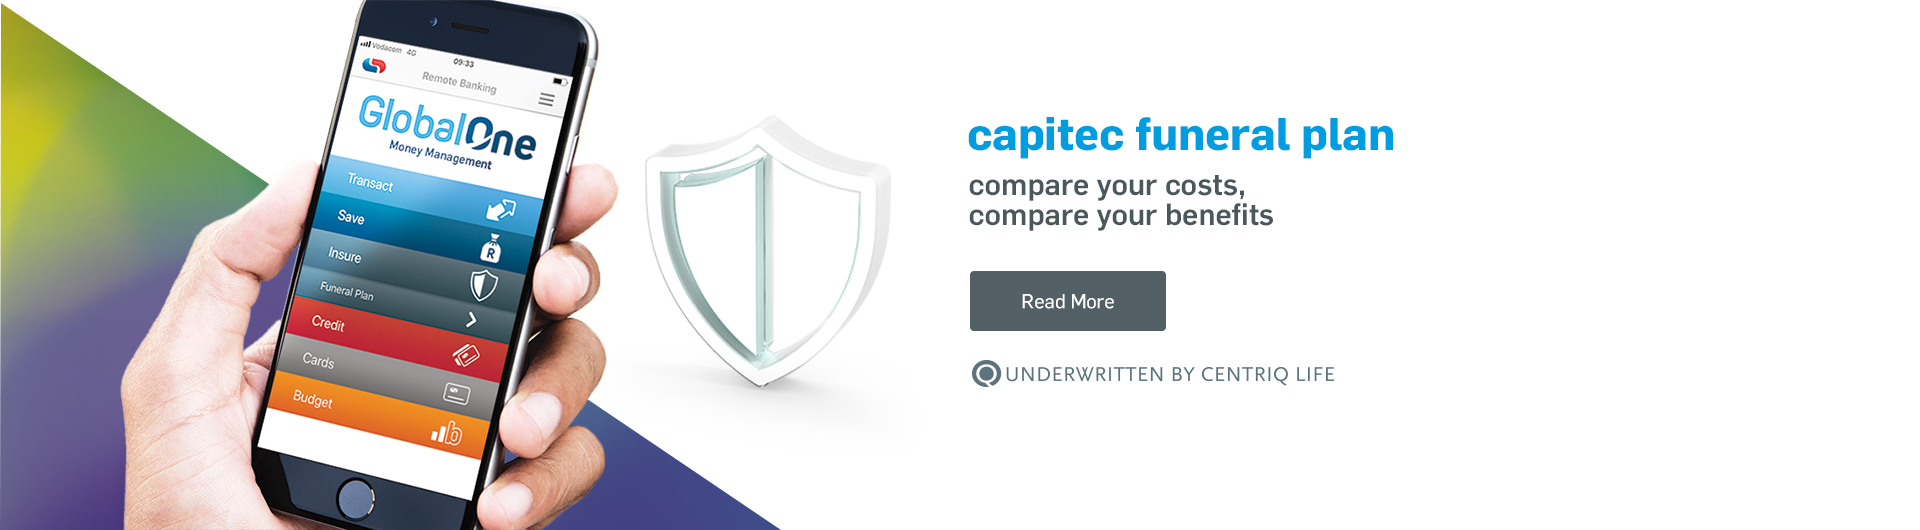 Vodacom 4G
09:33
Remote Banking
GlobalOne
Money Management
Transact
Save
R
Insure
Funeral Plan
Credit
Cards
Budget
b
capitec funeral plan
compare your costs,
compare your benefits
Read More
UNDERWRITTEN BY CENTRIQ LIFE